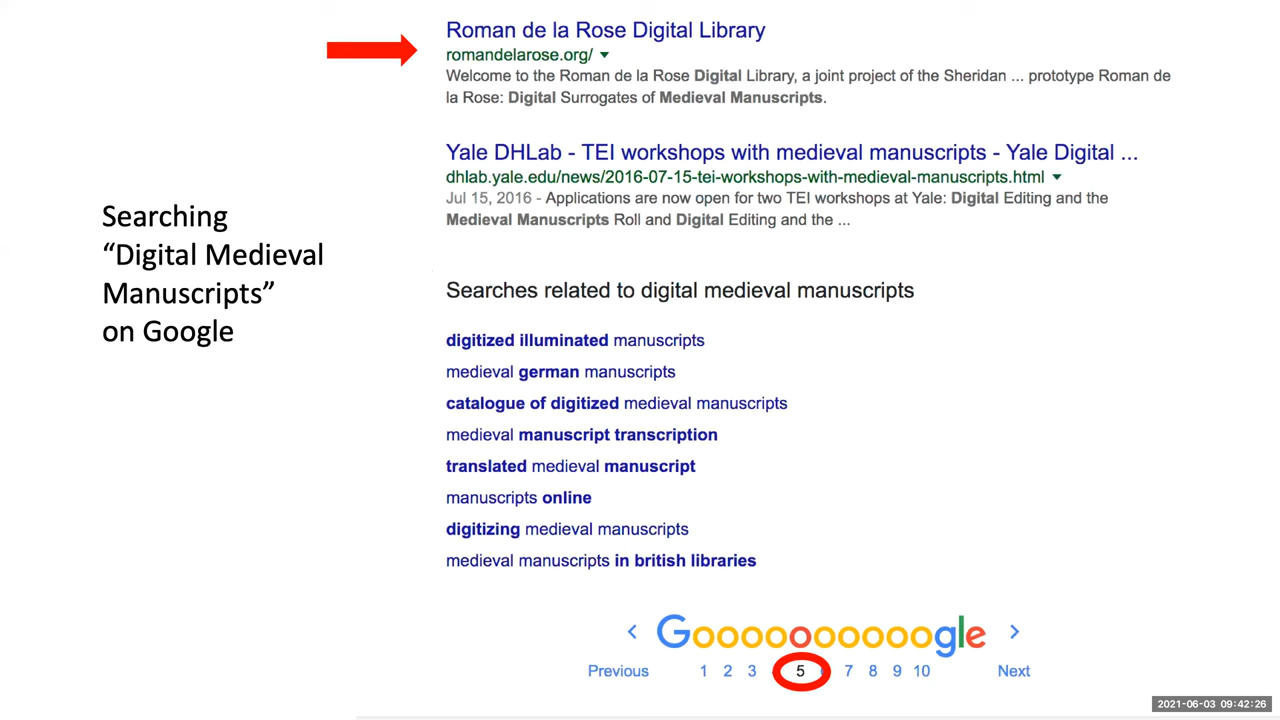 Roman de la Rose Digital Library
romandelarose.org/
Welcome to the Roman de la Rose Digital Library, a joint project of the Sheridan ... prototype Roman de
la Rose: Digital Surrogates of Medieval Manuscripts.
Yale DHLab - TEI workshops with medieval manuscripts - Yale Digital ...
dhlab.yale.edu/news/2016-07-15-tei-workshops-with-medieval-manuscripts.html
Jul 15, 2016 - Applications are now open for two TEI workshops at Yale: Digital Editing and the
Medieval Manuscripts Roll and Digital Editing and the ...
Searching
“Digital Medieval
Manuscripts”
on Google
Searches related to digital medieval manuscripts
digitized illuminated manuscripts
medieval german manuscripts
catalogue of digitized medieval manuscripts
medieval manuscript transcription
translated medieval manuscript
manuscripts online
digitizing medieval manuscripts
medieval manuscripts in british libraries
Goooooooooogle
Previous 1 2 3 5 7 8 9 10 Next
2021-06-03 09:42:26